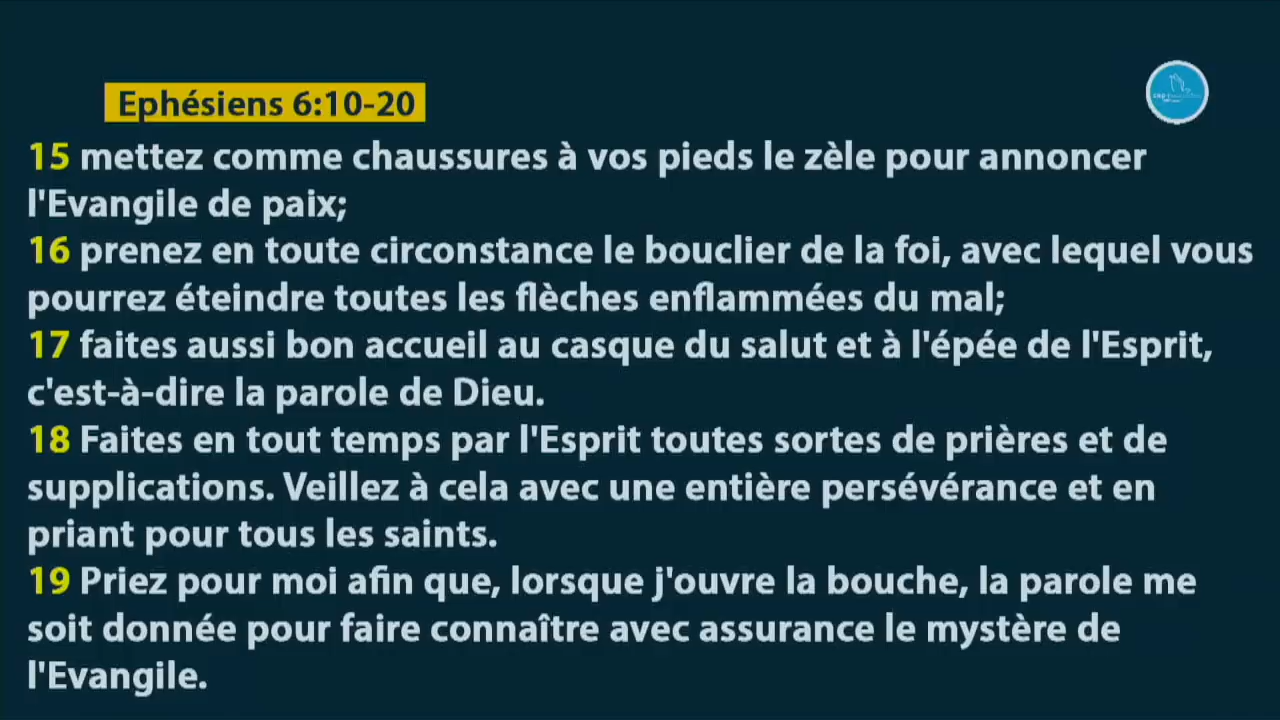 Ephésiens 6:10-20
15 mettez comme chaussures à vos pieds le zèle pour annoncer
l'Evangile de paix;
16 prenez en toute circonstance le bouclier de la foi, avec lequel vous
pourrez éteindre toutes les flèches enflammées du mal;
17 faites aussi bon accueil au casque du salut et à l'épée de l'Esprit,
c'est-à-dire la parole de Dieu.
18 Faites en tout temps par l'Esprit toutes sortes de prières et de
supplications. Veillez à cela avec une entière persévérance et en
priant pour tous les saints.
19 Priez pour moi afin que, lorsque j'ouvre la bouche, la parole me
soit donnée pour faire connaître avec assurance le mystère de
l'Evangile.